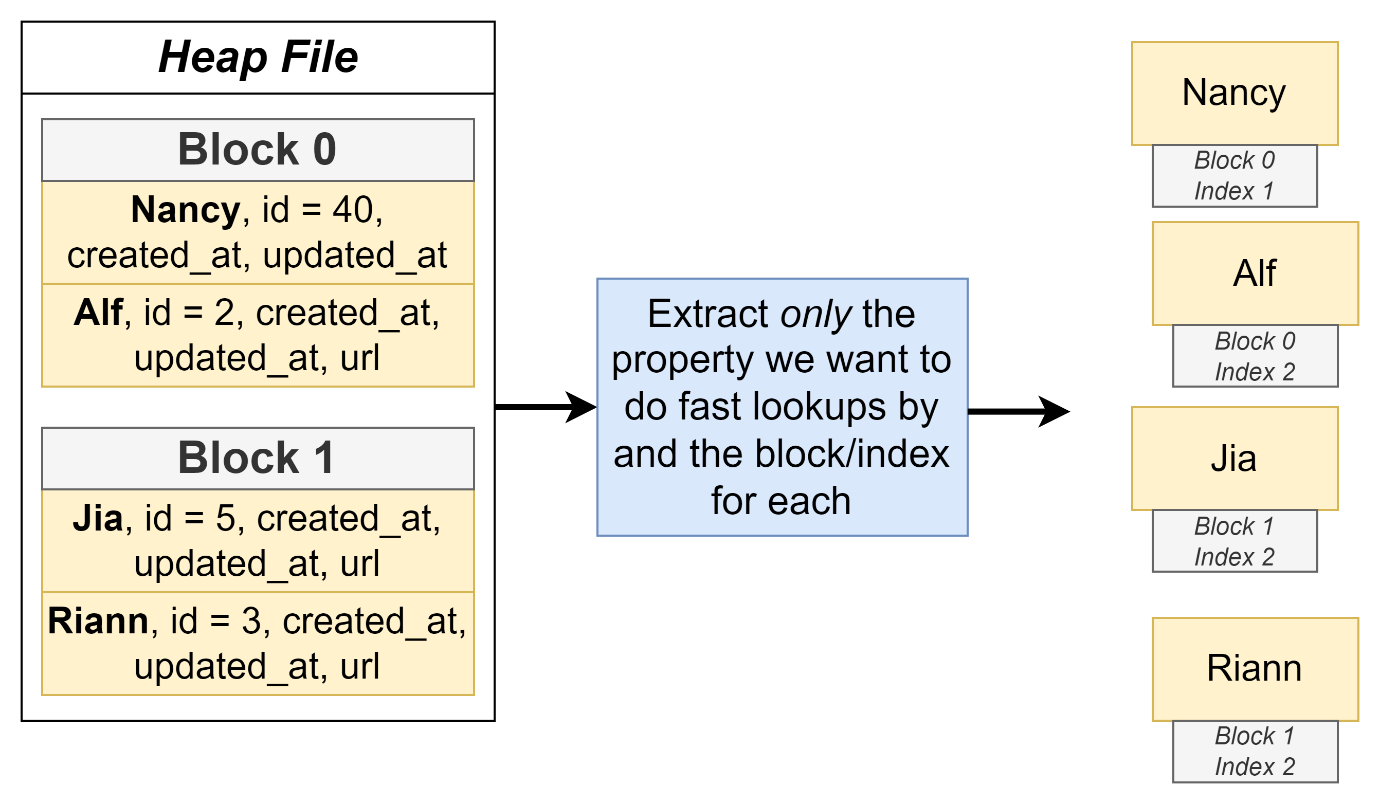 Heap File
Block 0
Nancy, id = 40,
created_at, updated_at
Alf, id = 2, created_at,
updated_at, url
Block 1
Jia, id = 5, created_at,
updated_at, url
Riann, id = 3, created_at,
updated_at, url
Extract only the
property we want to
do fast lookups by
and the block/index
for each
Nancy
Block 0
Index 1
Alf
Block 0
Index 2
Jia
Block 1
Index 2
Riann
Block 1
Index 2